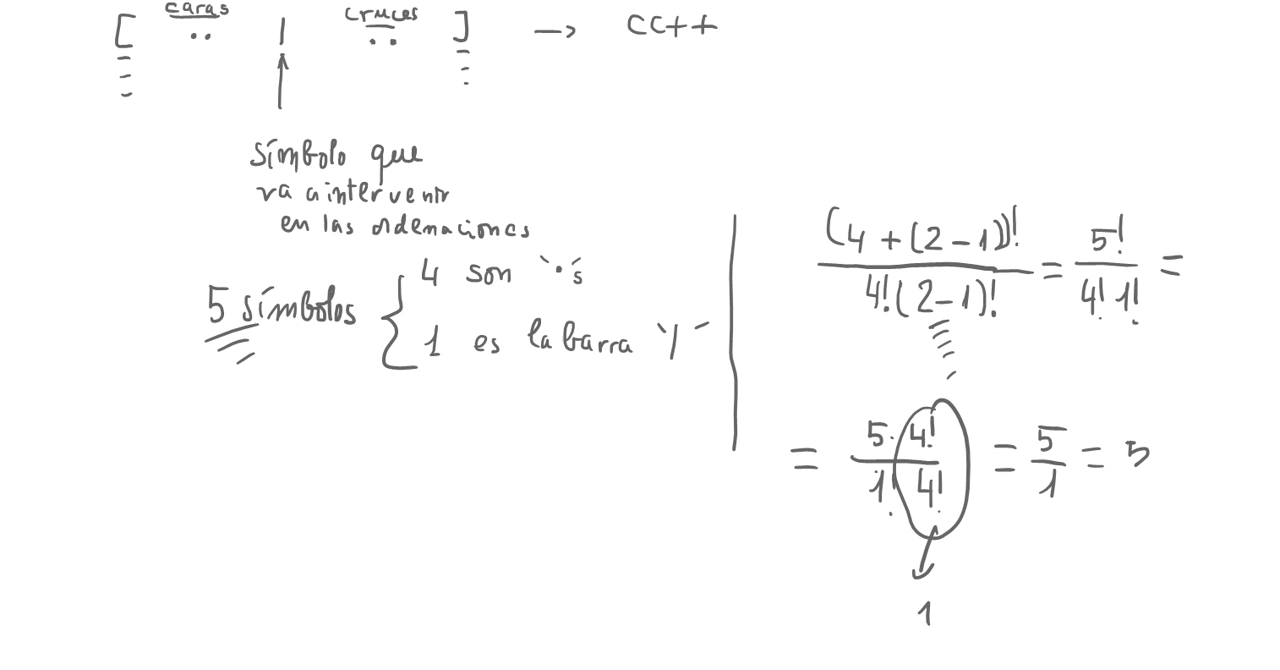 caras cruces
[ .. | .. ] → CC++
símbolo que
va a intervenir
en las ordenaciones
5 símbolos { 4 son '·'s
1 es la barra '|'
(4+(2-1))! / 4!(2-1)! = 5! / 4! 1! =
= 5·4! / 1! 4! = 5/1 = 5
1